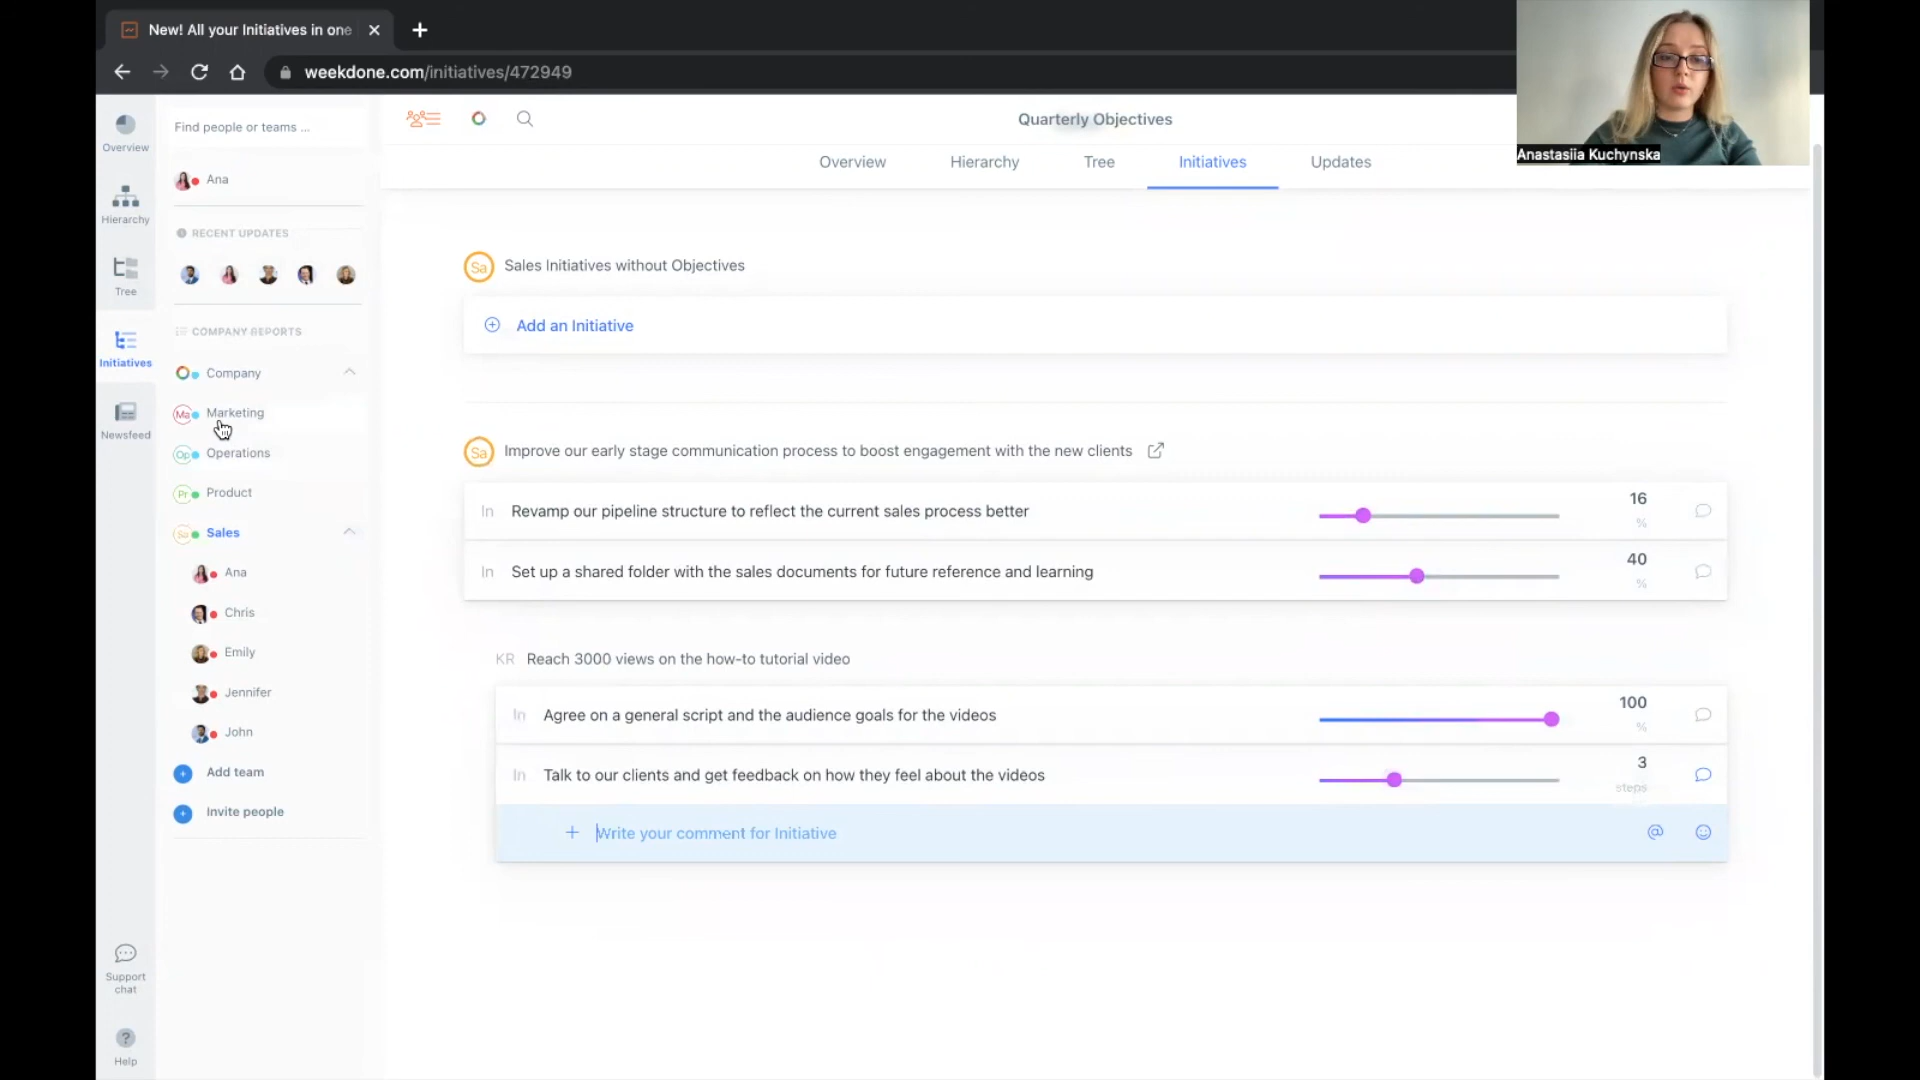 New! All your Initiatives in one
weekdone.com/initiatives/472949
Anastasiia Kuchynska
Overview
Hierarchy
Tree
Initiatives
Newsfeed
Support
chat
Help
Find people or teams ...
Ana
RECENT UPDATES
COMPANY REPORTS
Company
Ma Marketing
Op Operations
Pr Product
Sa Sales
Ana
Chris
Emily
Jennifer
John
Add team
Invite people
Quarterly Objectives
Overview Hierarchy Tree Initiatives Updates
Sa Sales Initiatives without Objectives
Add an Initiative
Sa Improve our early stage communication process to boost engagement with the new clients
In Revamp our pipeline structure to reflect the current sales process better 16
%
In Set up a shared folder with the sales documents for future reference and learning 40
%
KR Reach 3000 views on the how-to tutorial video
In Agree on a general script and the audience goals for the videos 100
%
In Talk to our clients and get feedback on how they feel about the videos 3
steps
+ Write your comment for Initiative @